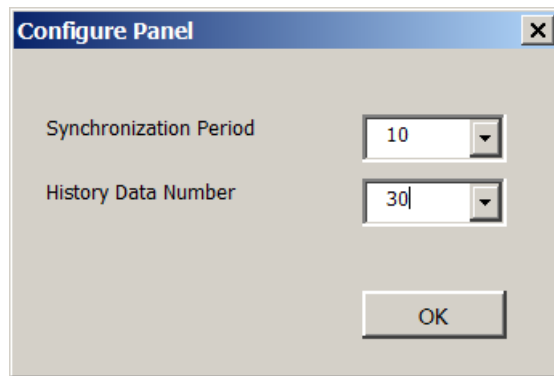 Configure Panel
Synchronization Period 10
History Data Number 30
OK